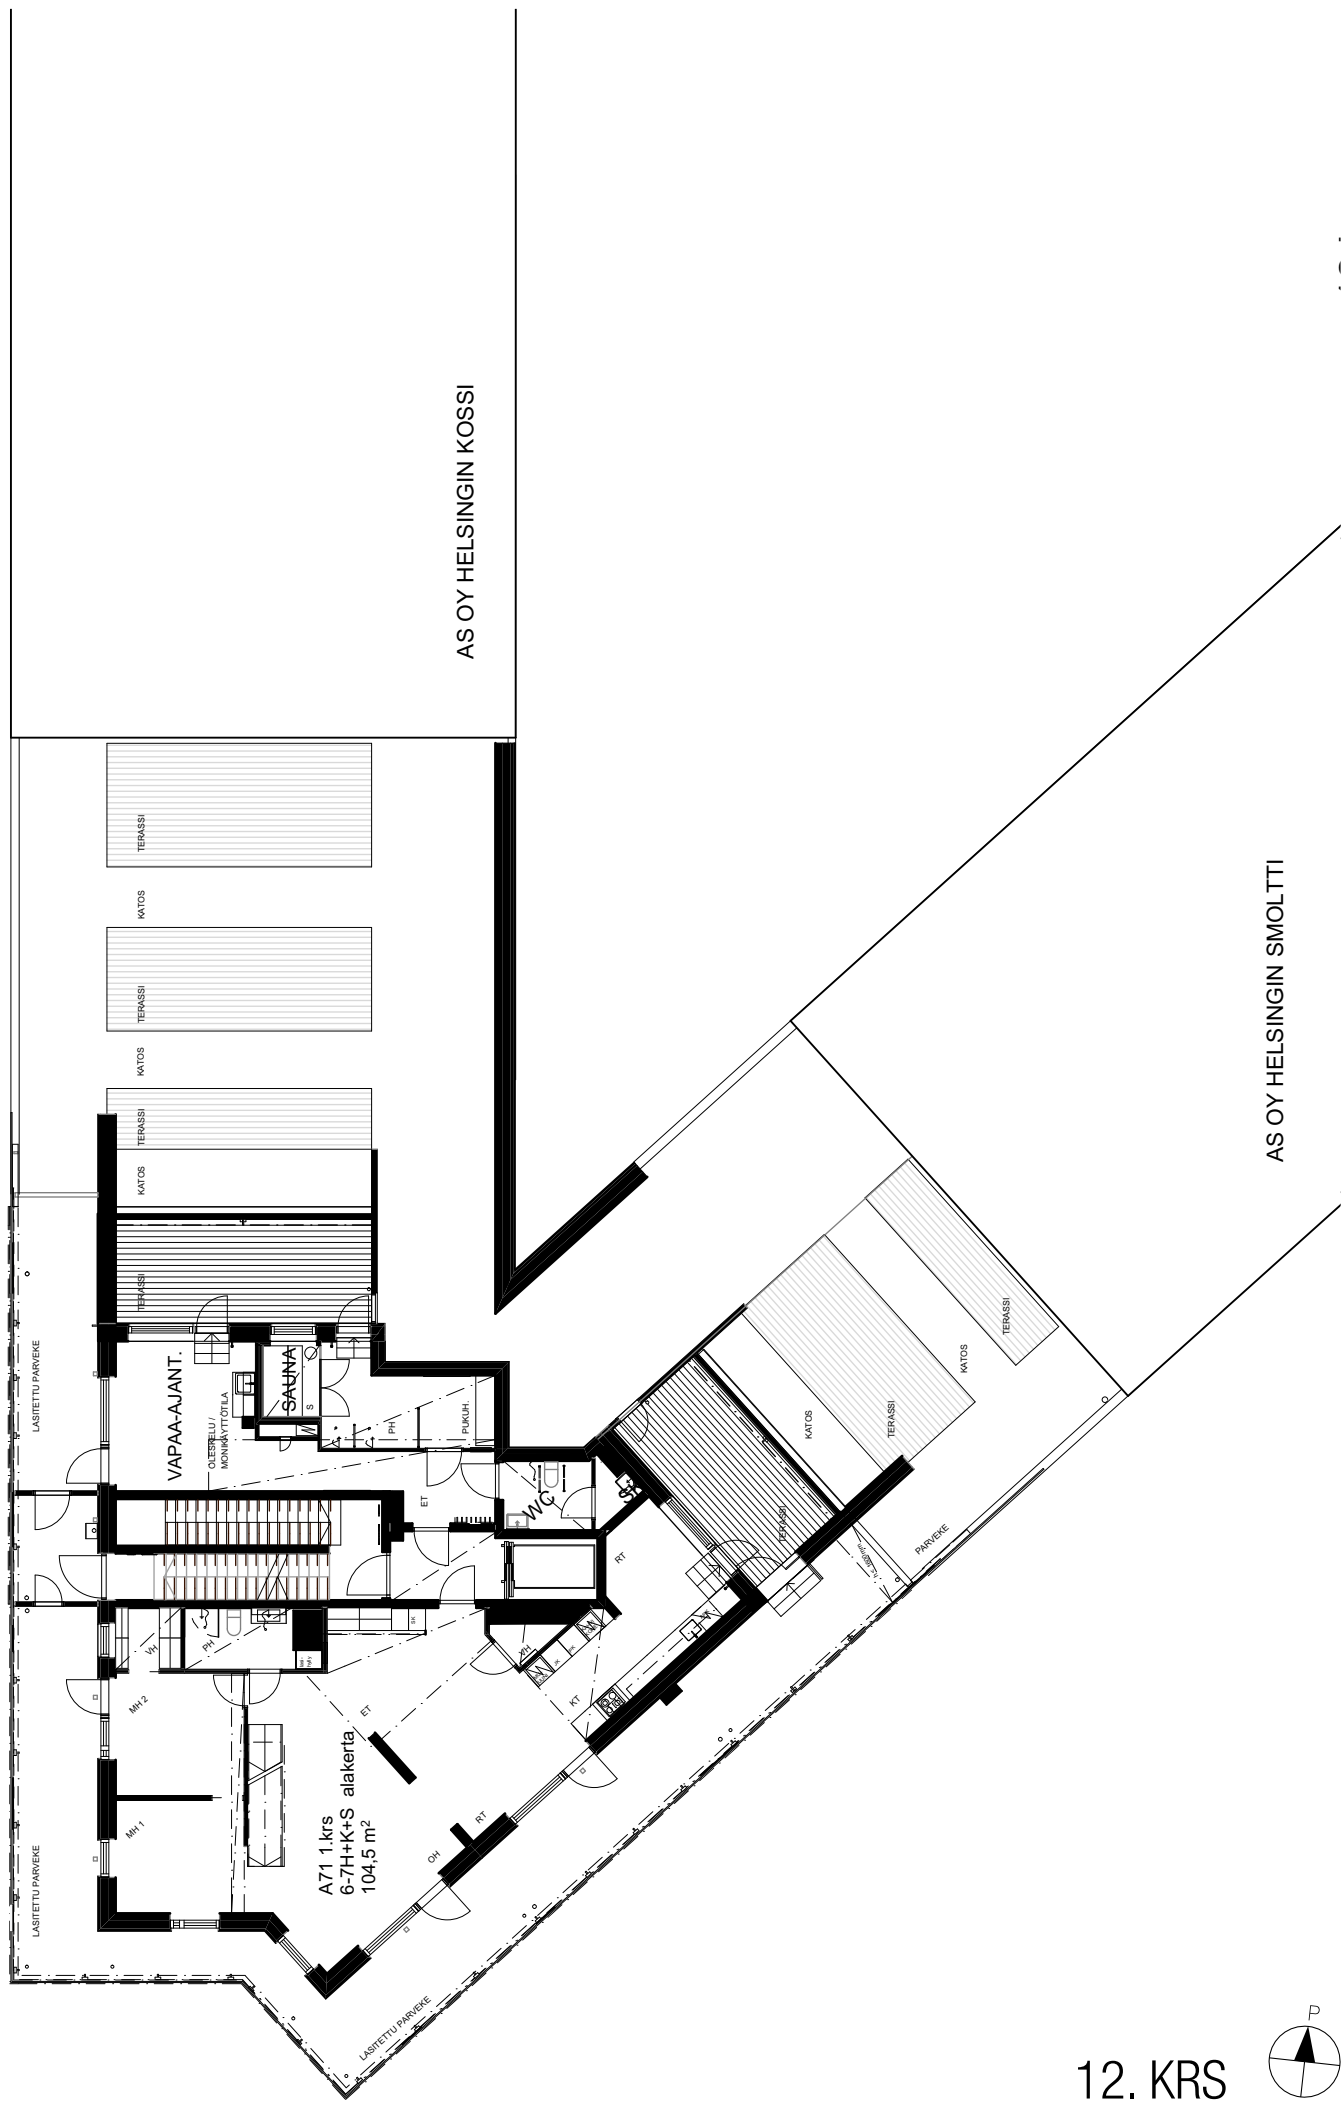 AS OY HELSINGIN KOSSI
AS OY HELSINGIN SMOLTTI
TERASSI
KATOS
TERASSI
KATOS
TERASSI
KATOS
TERASSI
LASITETTU PARVEKE
VAPAA-AJANT.
OLESKELU /
MONIKÄYTTÖTILA
SAUNA
S
PH
PUKUH.
ET
WC
RT
TERASSI
KATOS
TERASSI
KATOS
TERASSI
PARVEKE
VH
PH
SK
VH
JK
KT
ET
MH 2
MH 1
A71 1.krs
6-7H+K+S alakerta
104,5 m²
OH
RT
LASITETTU PARVEKE
LASITETTU PARVEKE
12. KRS
P